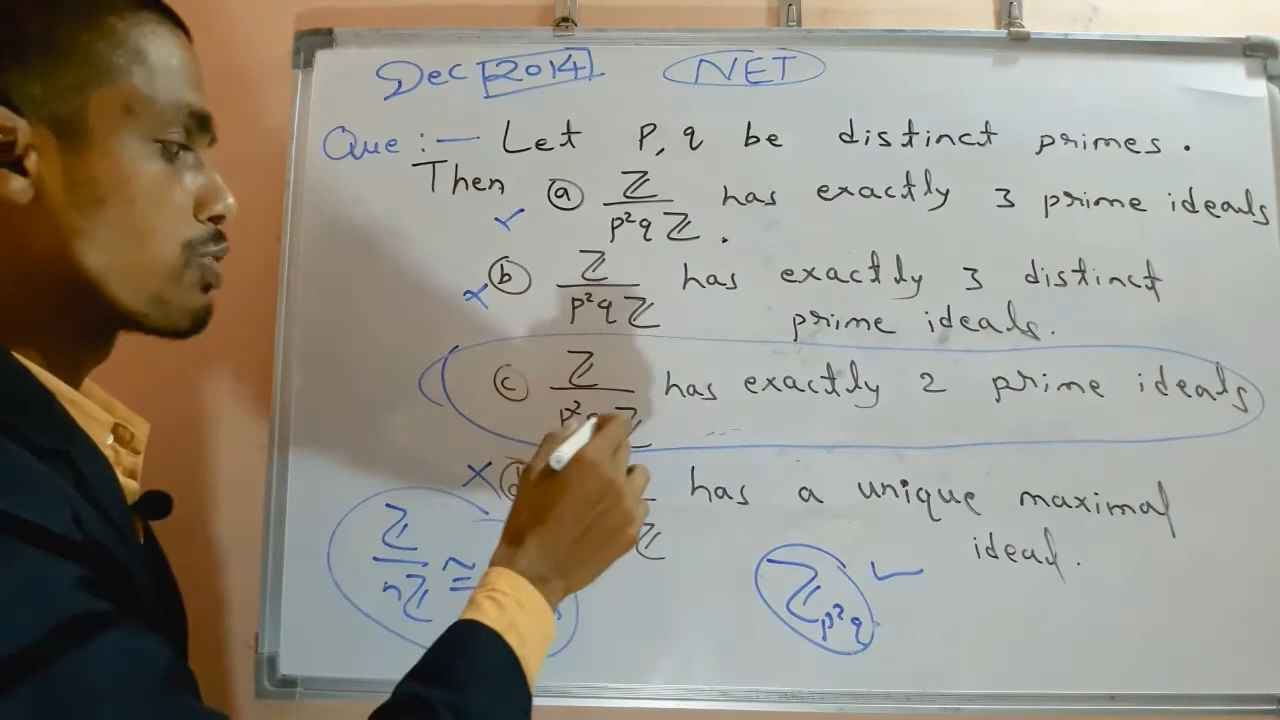 Dec 2014 NET
Que :— Let P, q be distinct primes.
Then ⓐ ℤ/p²qℤ has exactly 3 prime ideals.
✓
× ⓑ ℤ/p²qℤ has exactly 3 distinct
prime ideals.
ⓒ ℤ/p²qℤ has exactly 2 prime ideals
× ⓓ ℤ has a unique maximal
ideal.
ℤ/nℤ ≅
ℤp²q ✓